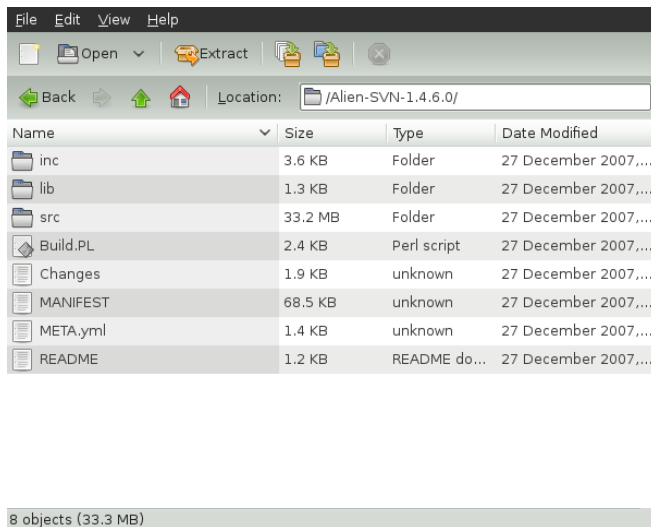 File Edit View Help
Open Extract
Back Location: /Alien-SVN-1.4.6.0/
Name Size Type Date Modified
inc 3.6 KB Folder 27 December 2007,...
lib 1.3 KB Folder 27 December 2007,...
src 33.2 MB Folder 27 December 2007,...
Build.PL 2.4 KB Perl script 27 December 2007,...
Changes 1.9 KB unknown 27 December 2007,...
MANIFEST 68.5 KB unknown 27 December 2007,...
META.yml 1.4 KB unknown 27 December 2007,...
README 1.2 KB README do... 27 December 2007,...
8 objects (33.3 MB)